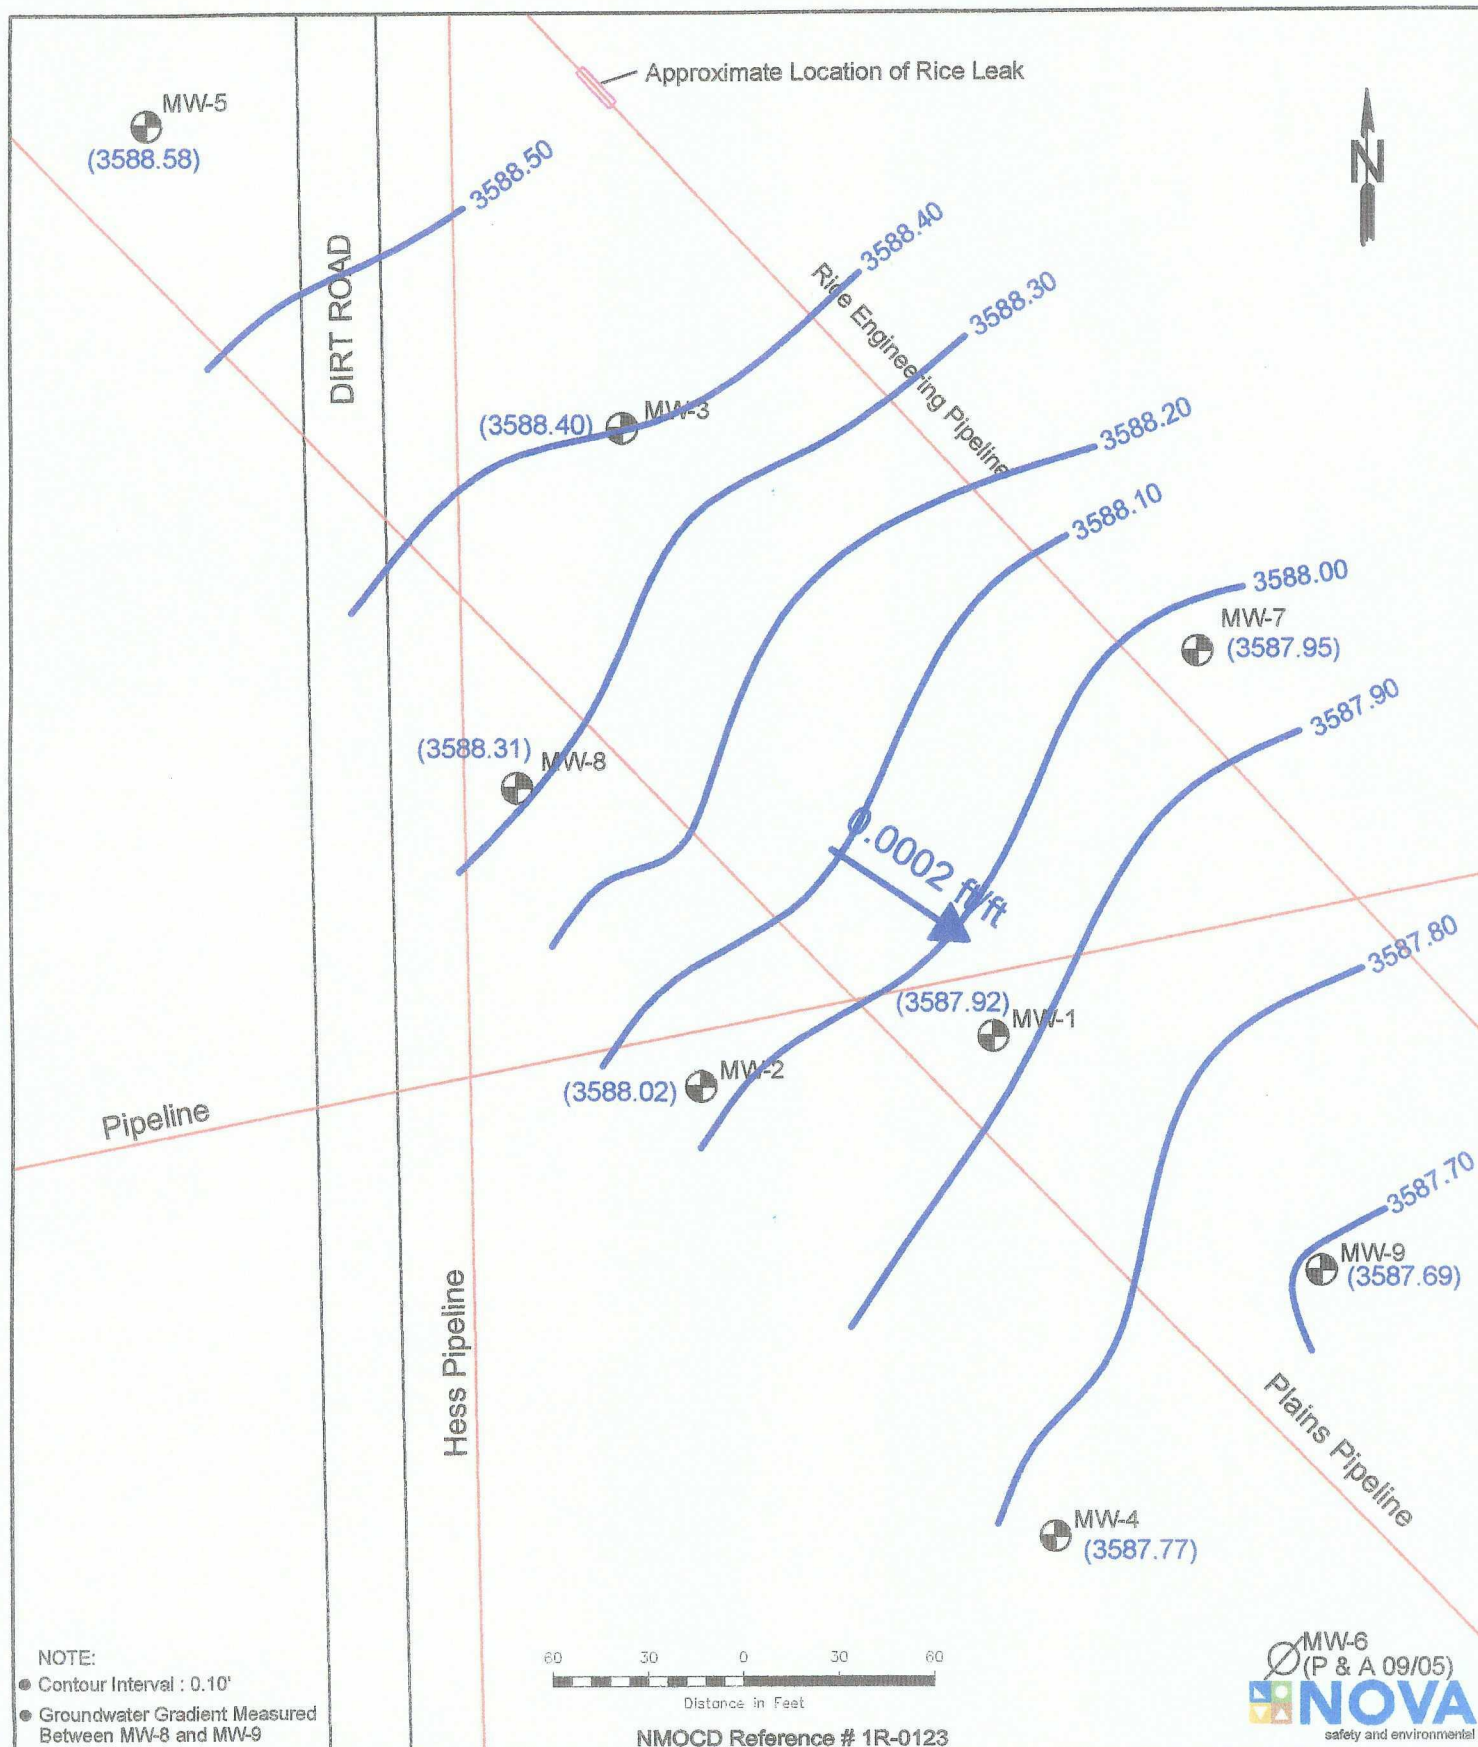 Approximate Location of Rice Leak
MW-5
(3588.58)
N
3588.50
3588.40
3588.30
DIRT ROAD
Rice Engineering Pipeline
(3588.40)
MW-3
3588.20
3588.10
3588.00
MW-7
(3587.95)
3587.90
(3588.31)
MW-8
0.0002 ft/ft
3587.80
(3587.92)
MW-1
(3588.02)
MW-2
Pipeline
3587.70
MW-9
(3587.69)
Hess Pipeline
Plains Pipeline
MW-4
(3587.77)
MW-6
(P & A 09/05)
NOTE:
Contour Interval : 0.10'
Groundwater Gradient Measured
Between MW-8 and MW-9
60 30 0 30 60
Distance in Feet
NMOCD Reference # 1R-0123
NOVA
safety and environmental